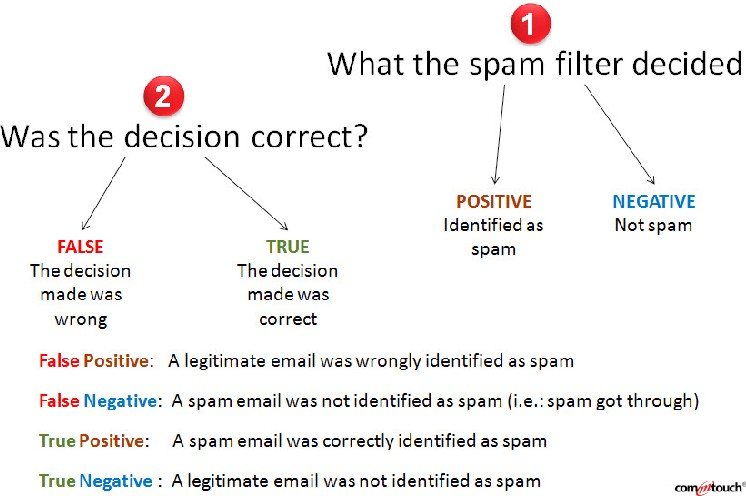 1
What the spam filter decided
2
Was the decision correct?
POSITIVE
Identified as
spam
NEGATIVE
Not spam
FALSE
The decision
made was
wrong
TRUE
The decision
made was
correct
False Positive: A legitimate email was wrongly identified as spam
False Negative: A spam email was not identified as spam (i.e.: spam got through)
True Positive: A spam email was correctly identified as spam
True Negative : A legitimate email was not identified as spam
commtouch®